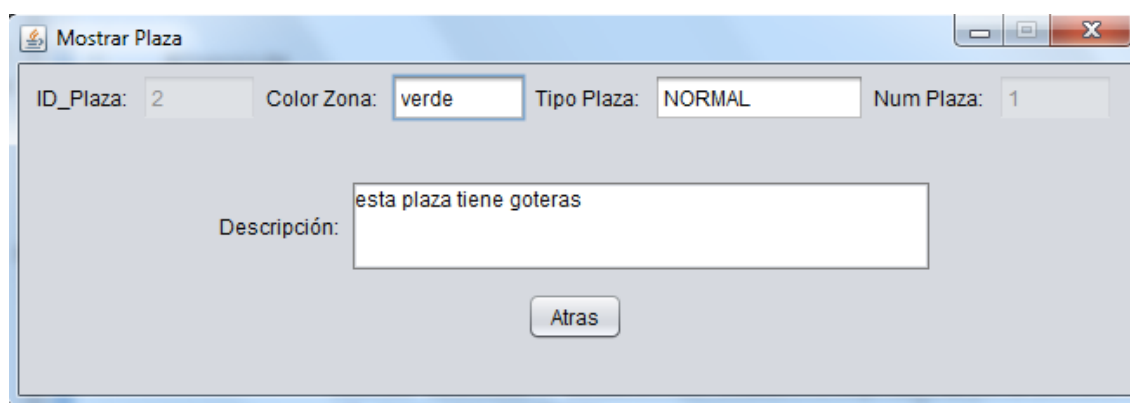 Mostrar Plaza
ID_Plaza: 2 Color Zona: verde Tipo Plaza: NORMAL Num Plaza: 1
esta plaza tiene goteras
Descripción:
Atras